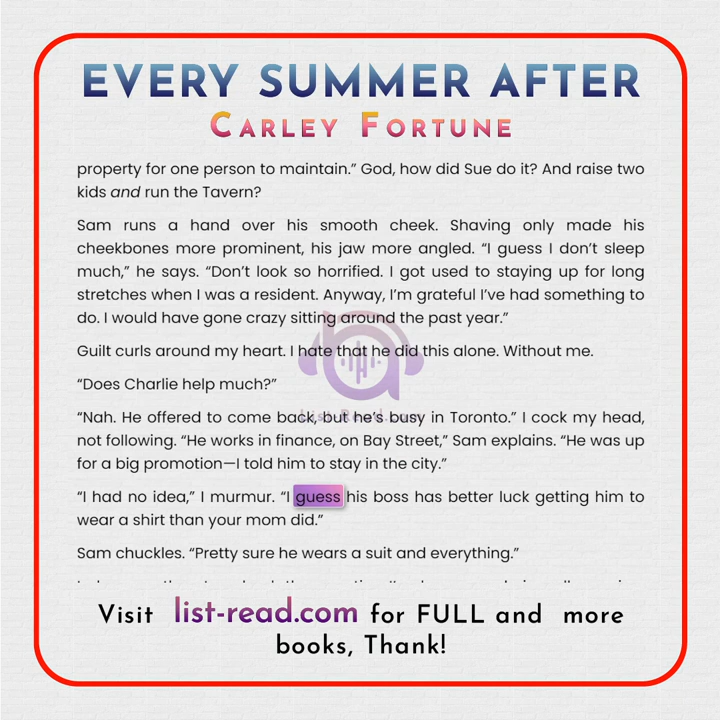 EVERY SUMMER AFTER
CARLEY FORTUNE
property for one person to maintain.” God, how did Sue do it? And raise two
kids and run the Tavern?
Sam runs a hand over his smooth cheek. Shaving only made his
cheekbones more prominent, his jaw more angled. “I guess I don’t sleep
much,” he says. “Don’t look so horrified. I got used to staying up for long
stretches when I was a resident. Anyway, I’m grateful I’ve had something to
do. I would have gone crazy sitting around the past year.”
Guilt curls around my heart. I hate that he did this alone. Without me.
“Does Charlie help much?”
“Nah. He offered to come back, but he’s busy in Toronto.” I cock my head,
not following. “He works in finance, on Bay Street,” Sam explains. “He was up
for a big promotion—I told him to stay in the city.”
“I had no idea,” I murmur. “I guess his boss has better luck getting him to
wear a shirt than your mom did.”
Sam chuckles. “Pretty sure he wears a suit and everything.”
Visit list-read.com for FULL and more
books, Thank!